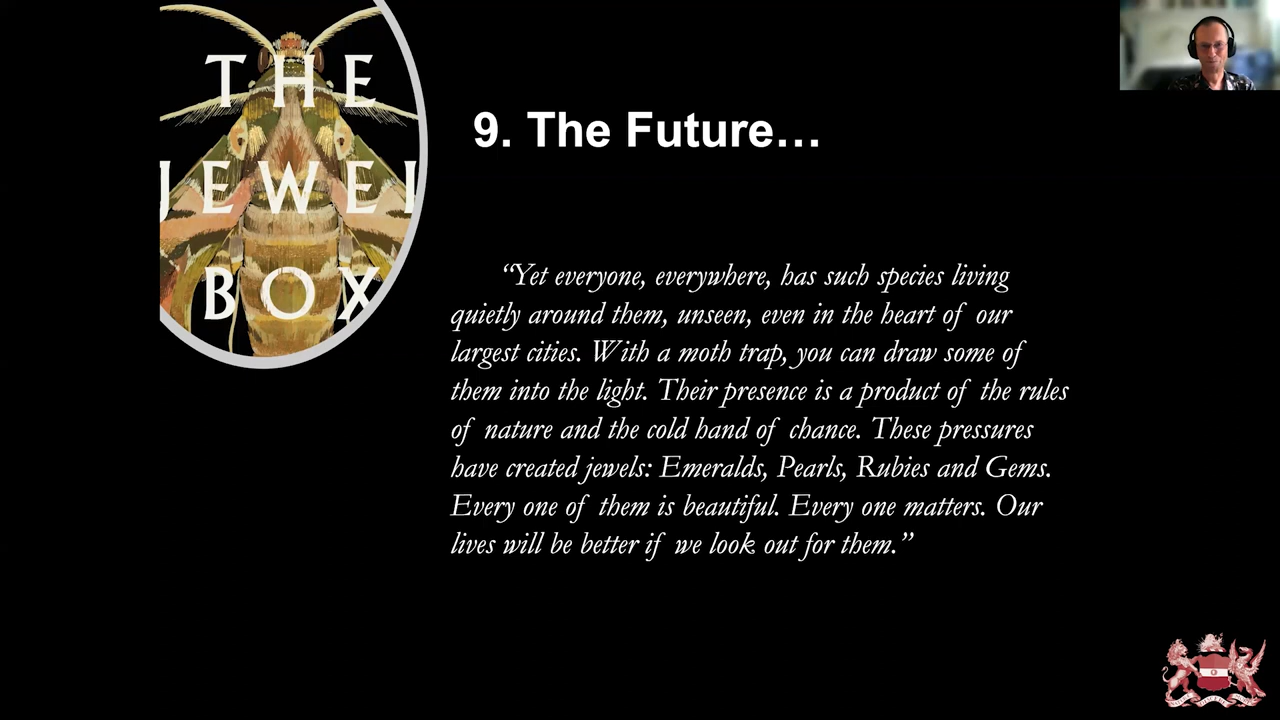 THE
JEWEL
BOX
9. The Future…
“Yet everyone, everywhere, has such species living
quietly around them, unseen, even in the heart of our
largest cities. With a moth trap, you can draw some of
them into the light. Their presence is a product of the rules
of nature and the cold hand of chance. These pressures
have created jewels: Emeralds, Pearls, Rubies and Gems.
Every one of them is beautiful. Every one matters. Our
lives will be better if we look out for them.”